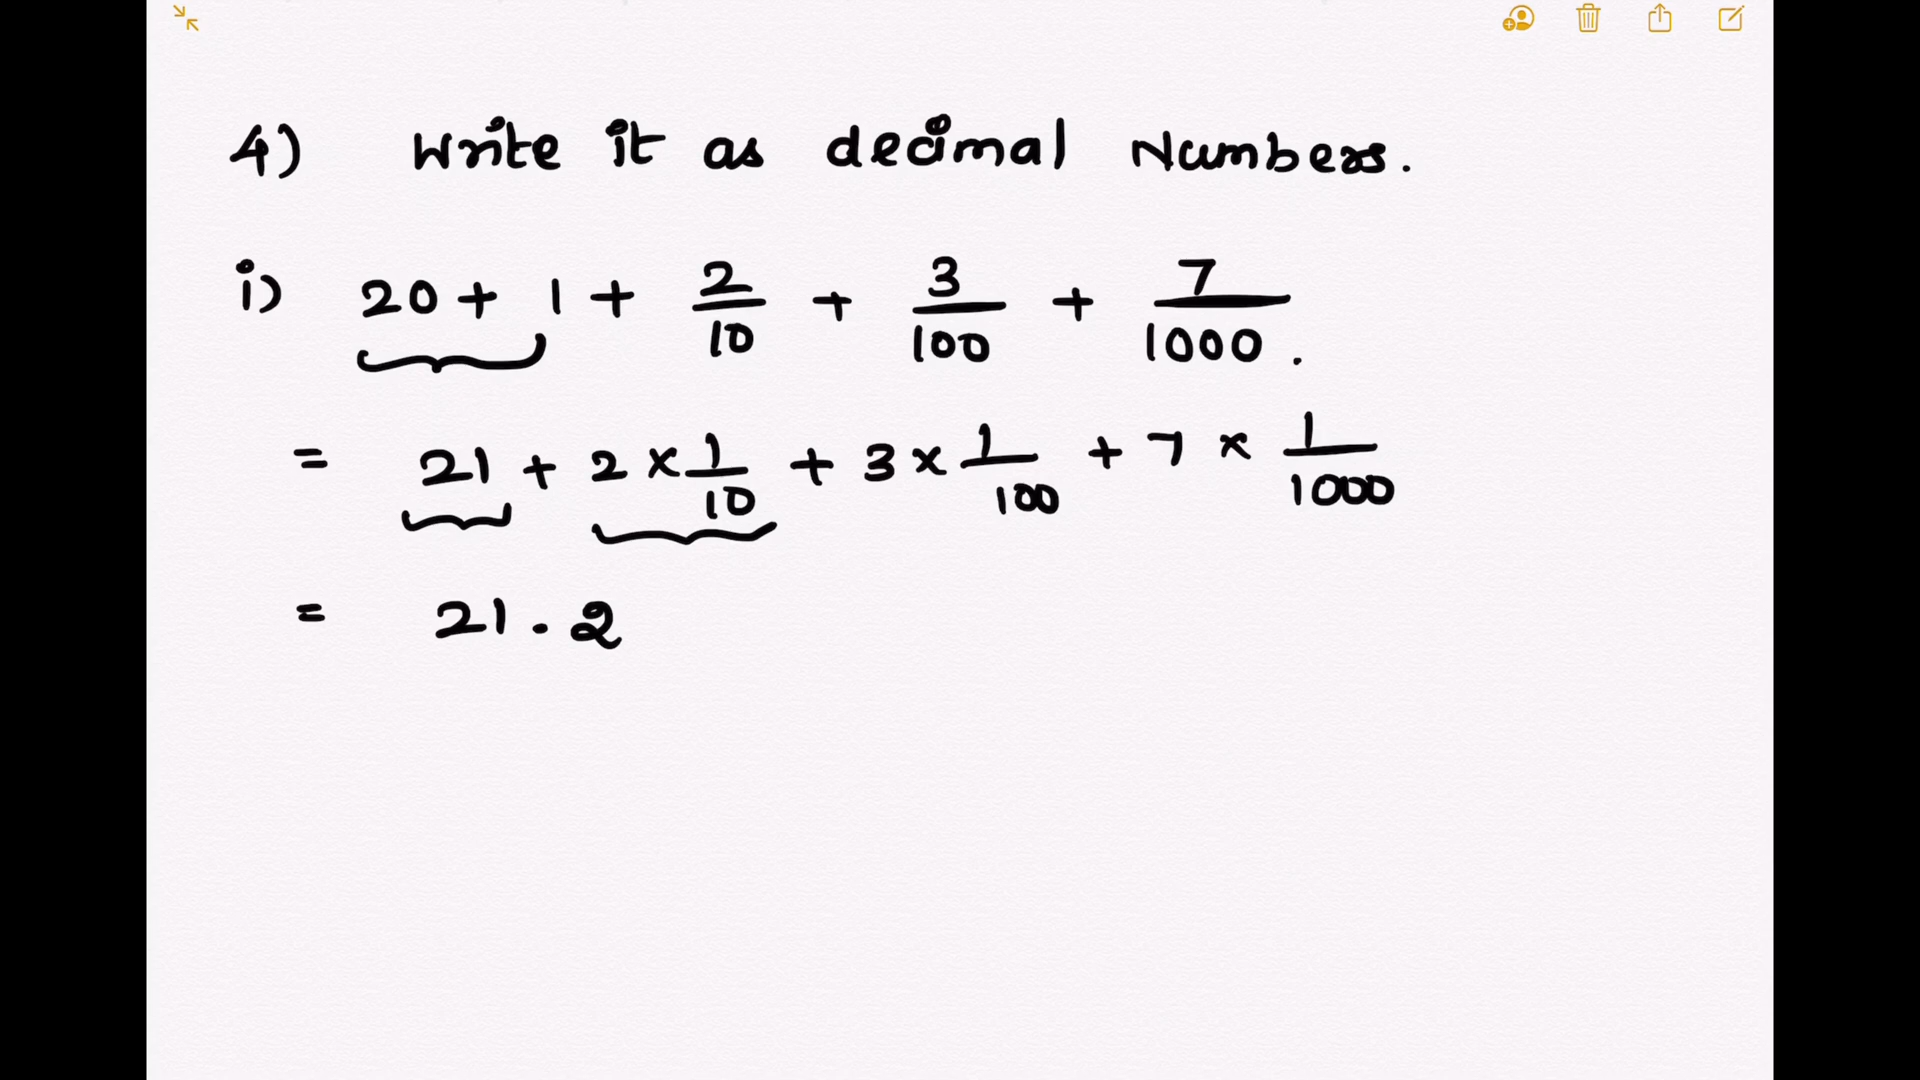 4) Write it as decimal Numbers.
i) 20 + 1 + 2/10 + 3/100 + 7/1000 .
= 21 + 2 × 1/10 + 3 × 1/100 + 7 × 1/1000
= 21.2